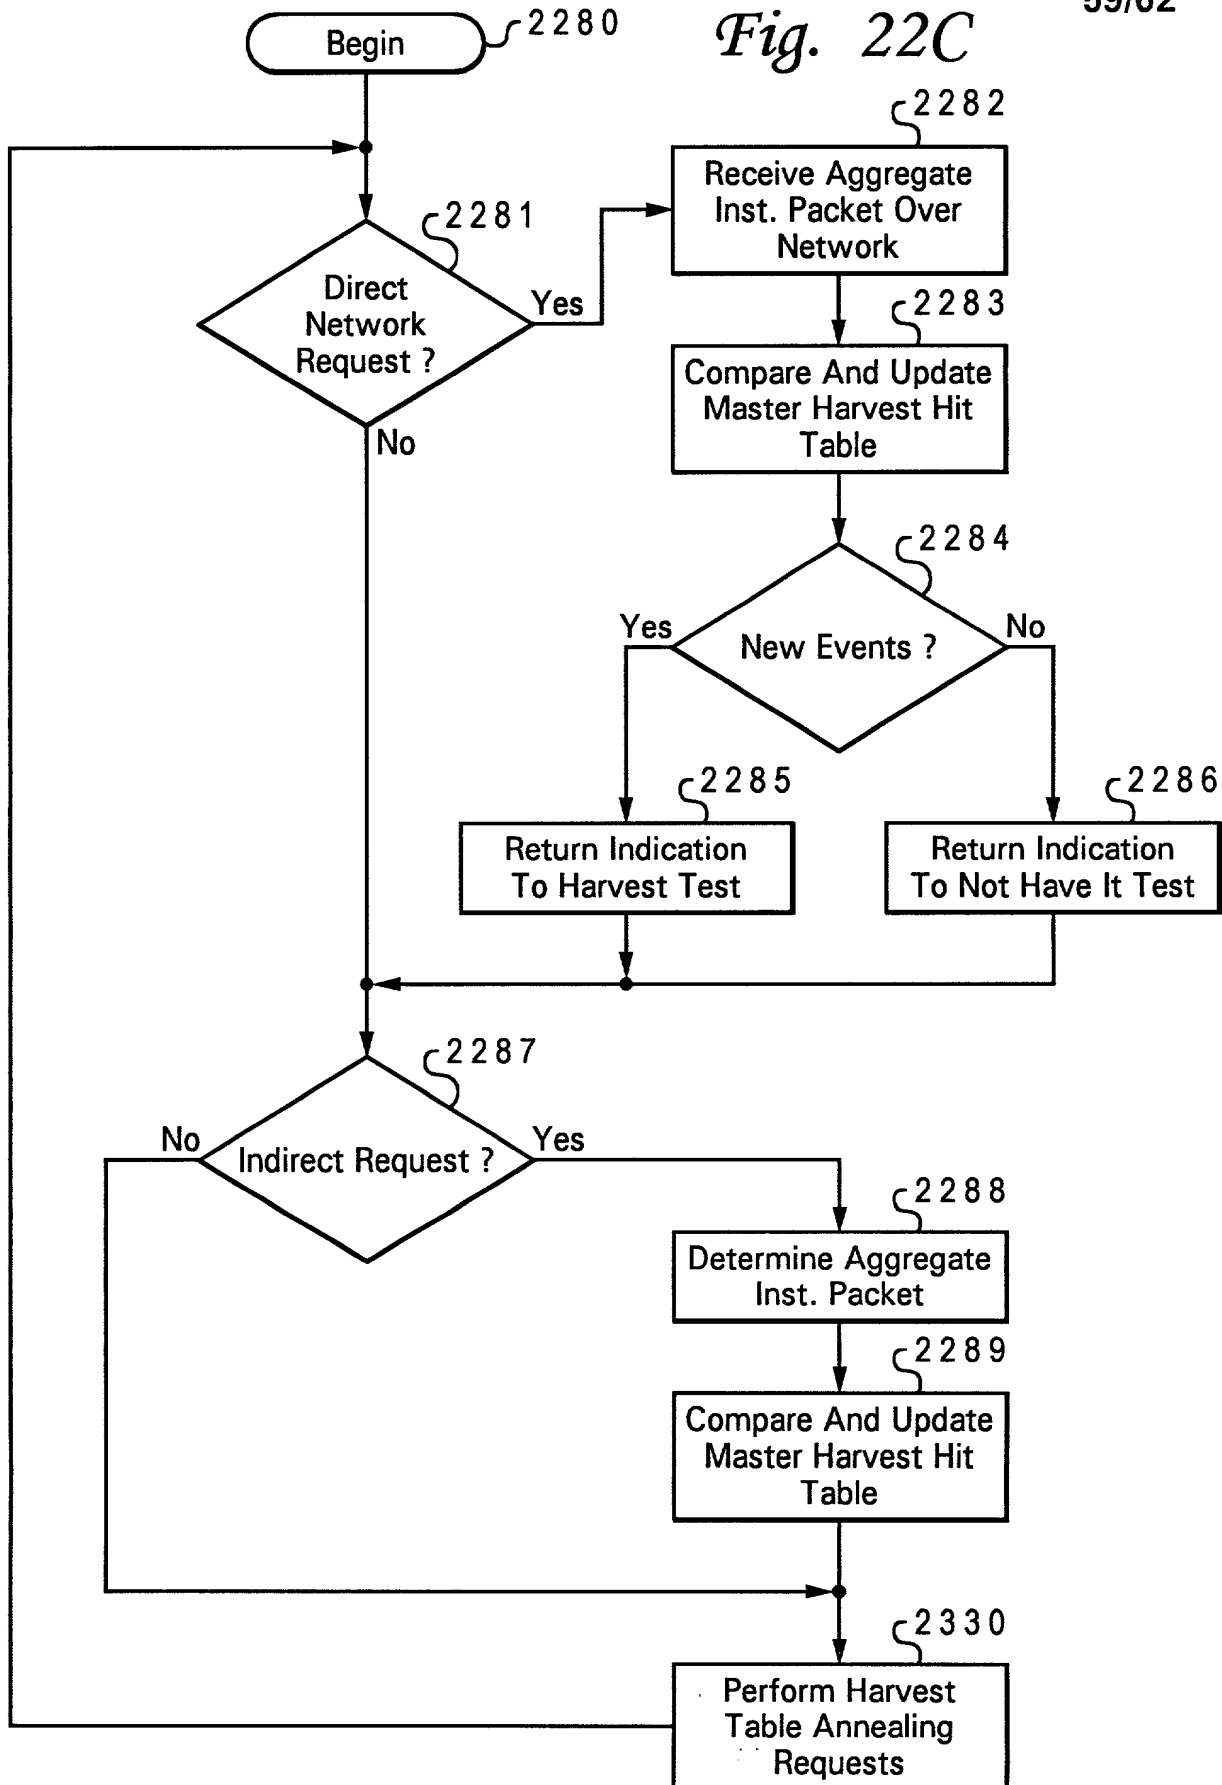 59/62
Fig. 22C
Begin
2280
2281
Direct
Network
Request ?
Yes
No
2282
Receive Aggregate
Inst. Packet Over
Network
2283
Compare And Update
Master Harvest Hit
Table
2284
New Events ?
Yes
No
2285
Return Indication
To Harvest Test
2286
Return Indication
To Not Have It Test
2287
Indirect Request ?
No
Yes
2288
Determine Aggregate
Inst. Packet
2289
Compare And Update
Master Harvest Hit
Table
2330
Perform Harvest
Table Annealing
Requests